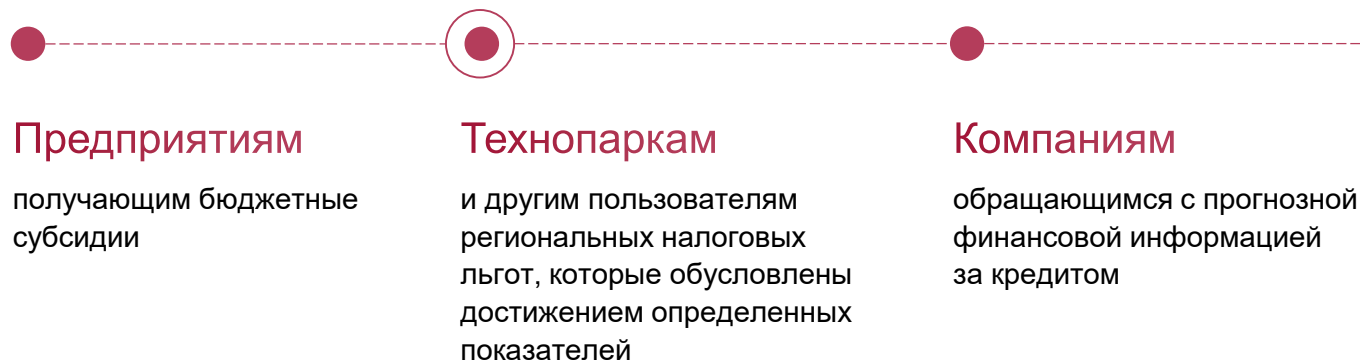 Предприятиям
получающим бюджетные
субсидии
Технопаркам
и другим пользователям
региональных налоговых
льгот, которые обусловлены
достижением определенных
показателей
Компаниям
обращающимся с прогнозной
финансовой информацией
за кредитом